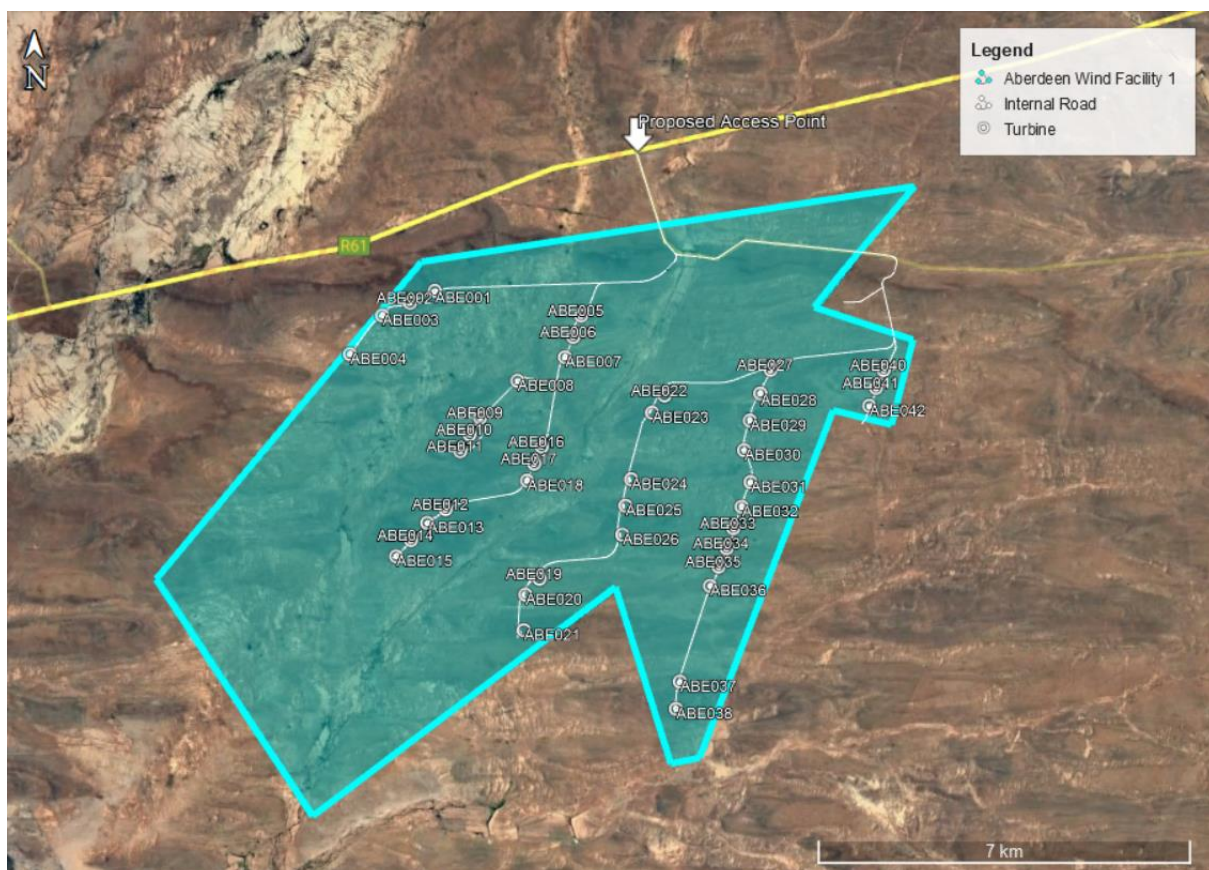 N
Legend
Aberdeen Wind Facility 1
Internal Road
Turbine
Proposed Access Point
R61
ABE001
ABE002
ABE003
ABE004
ABE005
ABE006
ABE007
ABE008
ABE009
ABE010
ABE011
ABE016
ABE017
ABE018
ABE012
ABE013
ABE014
ABE015
ABE019
ABE020
ABE021
ABE022
ABE023
ABE024
ABE025
ABE026
ABE027
ABE028
ABE029
ABE030
ABE031
ABE032
ABE033
ABE034
ABE035
ABE036
ABE037
ABE038
ABE040
ABE041
ABE042
7 km